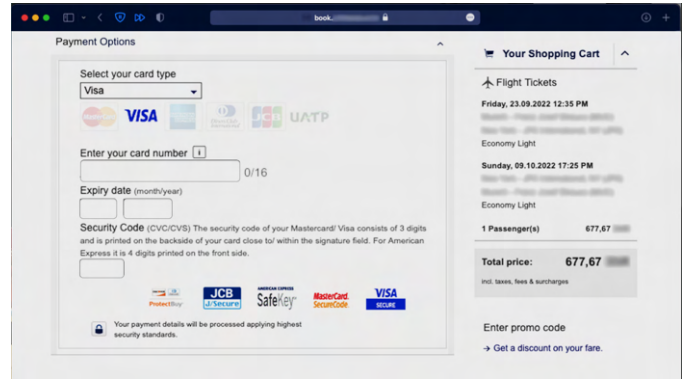 book.
Payment Options
Select your card type
Visa
VISA
JCB
UATP
Enter your card number i
0/16
Expiry date (month/year)
Security Code (CVC/CVS) The security code of your Mastercard/ Visa consists of 3 digits
and is printed on the backside of your card close to/ within the signature field. For American
Express it is 4 digits printed on the front side.
ProtectBuy
JCB
J/Secure
AMERICAN EXPRESS
SafeKey
MasterCard.
SecureCode
VISA
SECURE
Your payment details will be processed applying highest
security standards.
Your Shopping Cart
Flight Tickets
Friday, 23.09.2022 12:35 PM
Economy Light
Sunday, 09.10.2022 17:25 PM
Economy Light
1 Passenger(s) 677,67
Total price: 677,67
incl. taxes, fees & surcharges
Enter promo code
→ Get a discount on your fare.